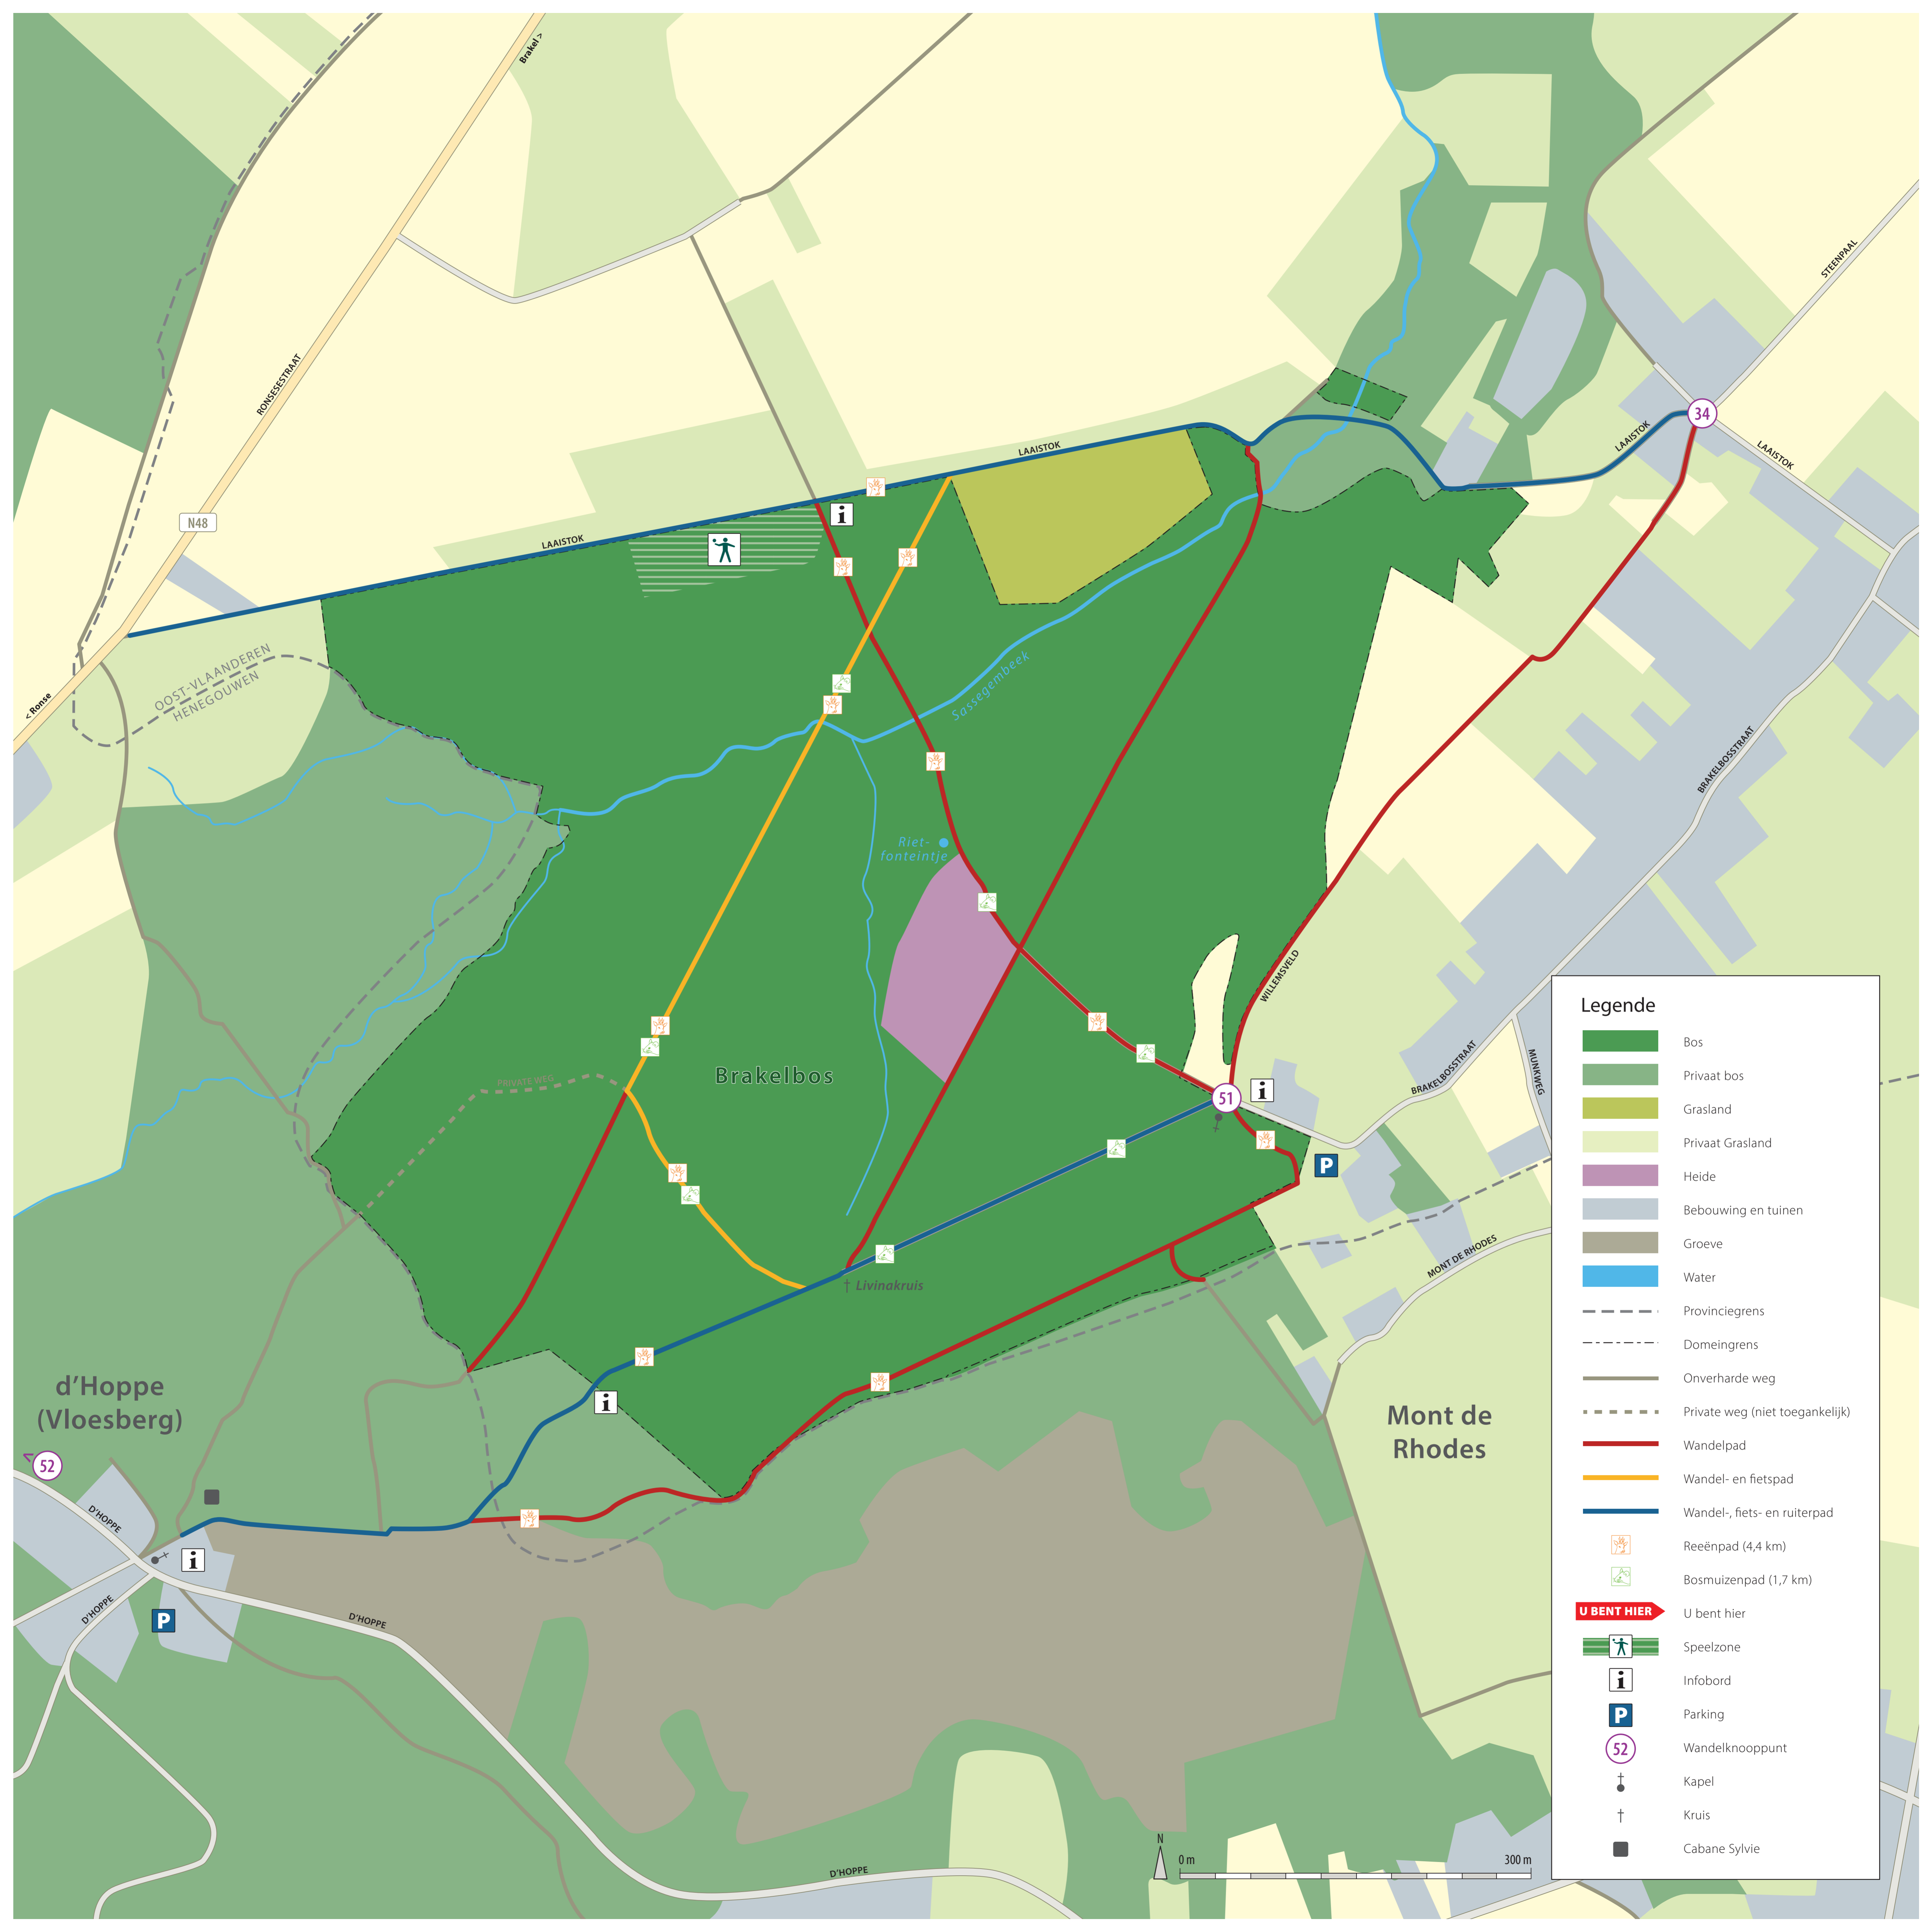 Brakel >
RONSESTRAAT
N48
< Ronse
LAAISTOK
LAAISTOK
LAAISTOK
LAAISTOK
STEENPAAL
34
OOST-VLAANDEREN
HENEGOUWEN
Sassegembeek
Riet-
fonteintje
BRAKELBOSSTRAAT
WILLEMSVELD
BRAKELBOSSTRAAT
MUNKWEG
PRIVATE WEG
Brakelbos
51
i
i
i
i
P
P
† Livinakruis
MONT DE RHODES
d’Hoppe
(Vloesberg)
Mont de
Rhodes
< 52
D’HOPPE
D’HOPPE
D’HOPPE
D’HOPPE
N
0 m
300 m
Legende
Bos
Privaat bos
Grasland
Privaat Grasland
Heide
Bebouwing en tuinen
Groeve
Water
Provinciegrens
Domeingrens
Onverharde weg
Private weg (niet toegankelijk)
Wandelpad
Wandel- en fietspad
Wandel-, fiets- en ruiterpad
Reeënpad (4,4 km)
Bosmuizenpad (1,7 km)
U BENT HIER U bent hier
Speelzone
i Infobord
P Parking
52 Wandelknooppunt
Kapel
† Kruis
Cabane Sylvie